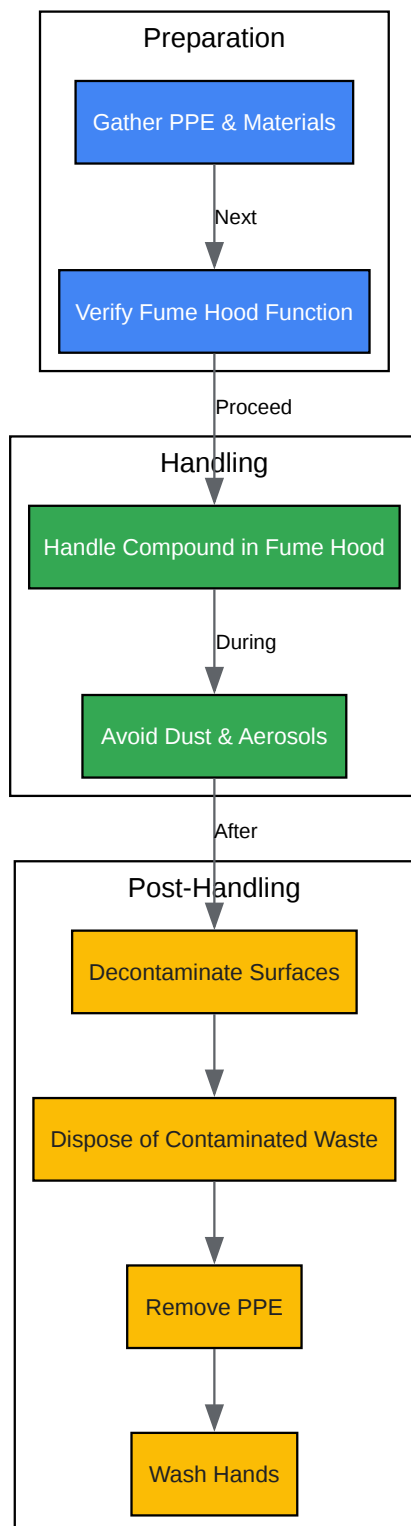 Preparation
Gather PPE & Materials
Next
Verify Fume Hood Function
Proceed
Handling
Handle Compound in Fume Hood
During
Avoid Dust & Aerosols
After
Post-Handling
Decontaminate Surfaces
Dispose of Contaminated Waste
Remove PPE
Wash Hands